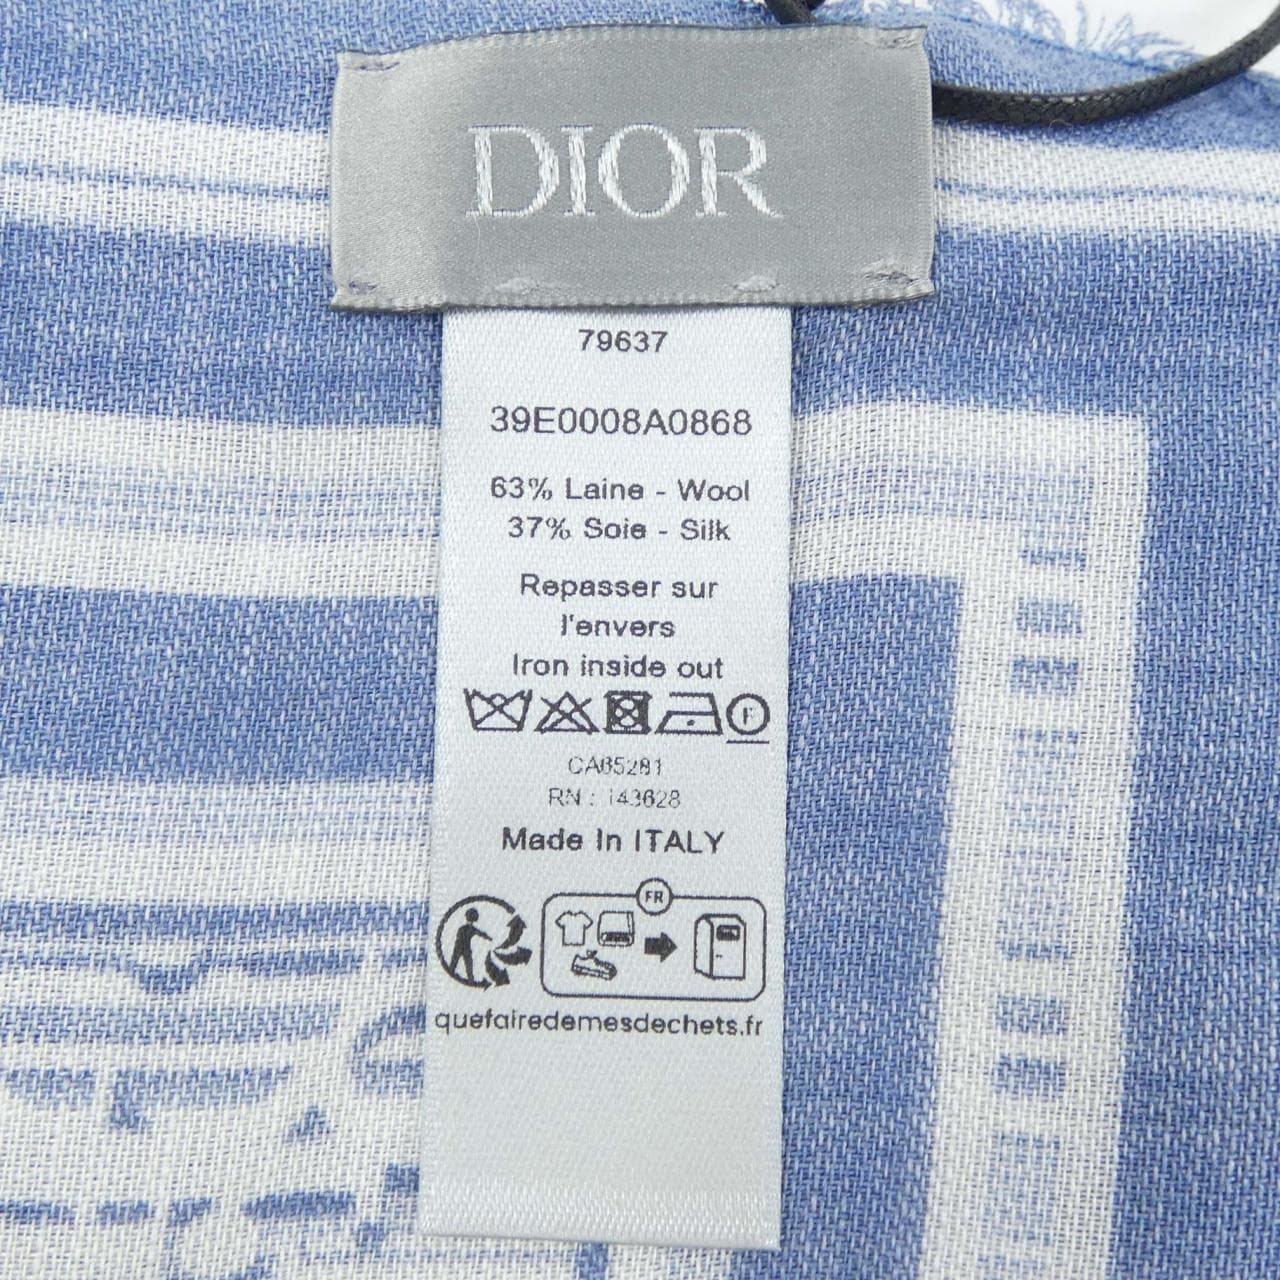 DIOR
79637
39E0008A0868
63% Laine - Wool
37% Soie - Silk
Repasser sur
l'envers
Iron inside out
F
CA65281
RN : 143628
Made In ITALY
FR
quefairedemesdechets.fr